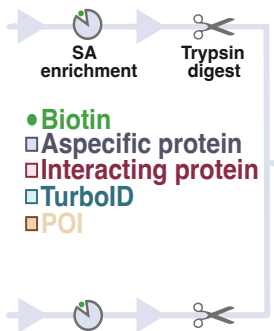 SA
enrichment
Trypsin
digest
Biotin
Aspecific protein
Interacting protein
TurboID
POI